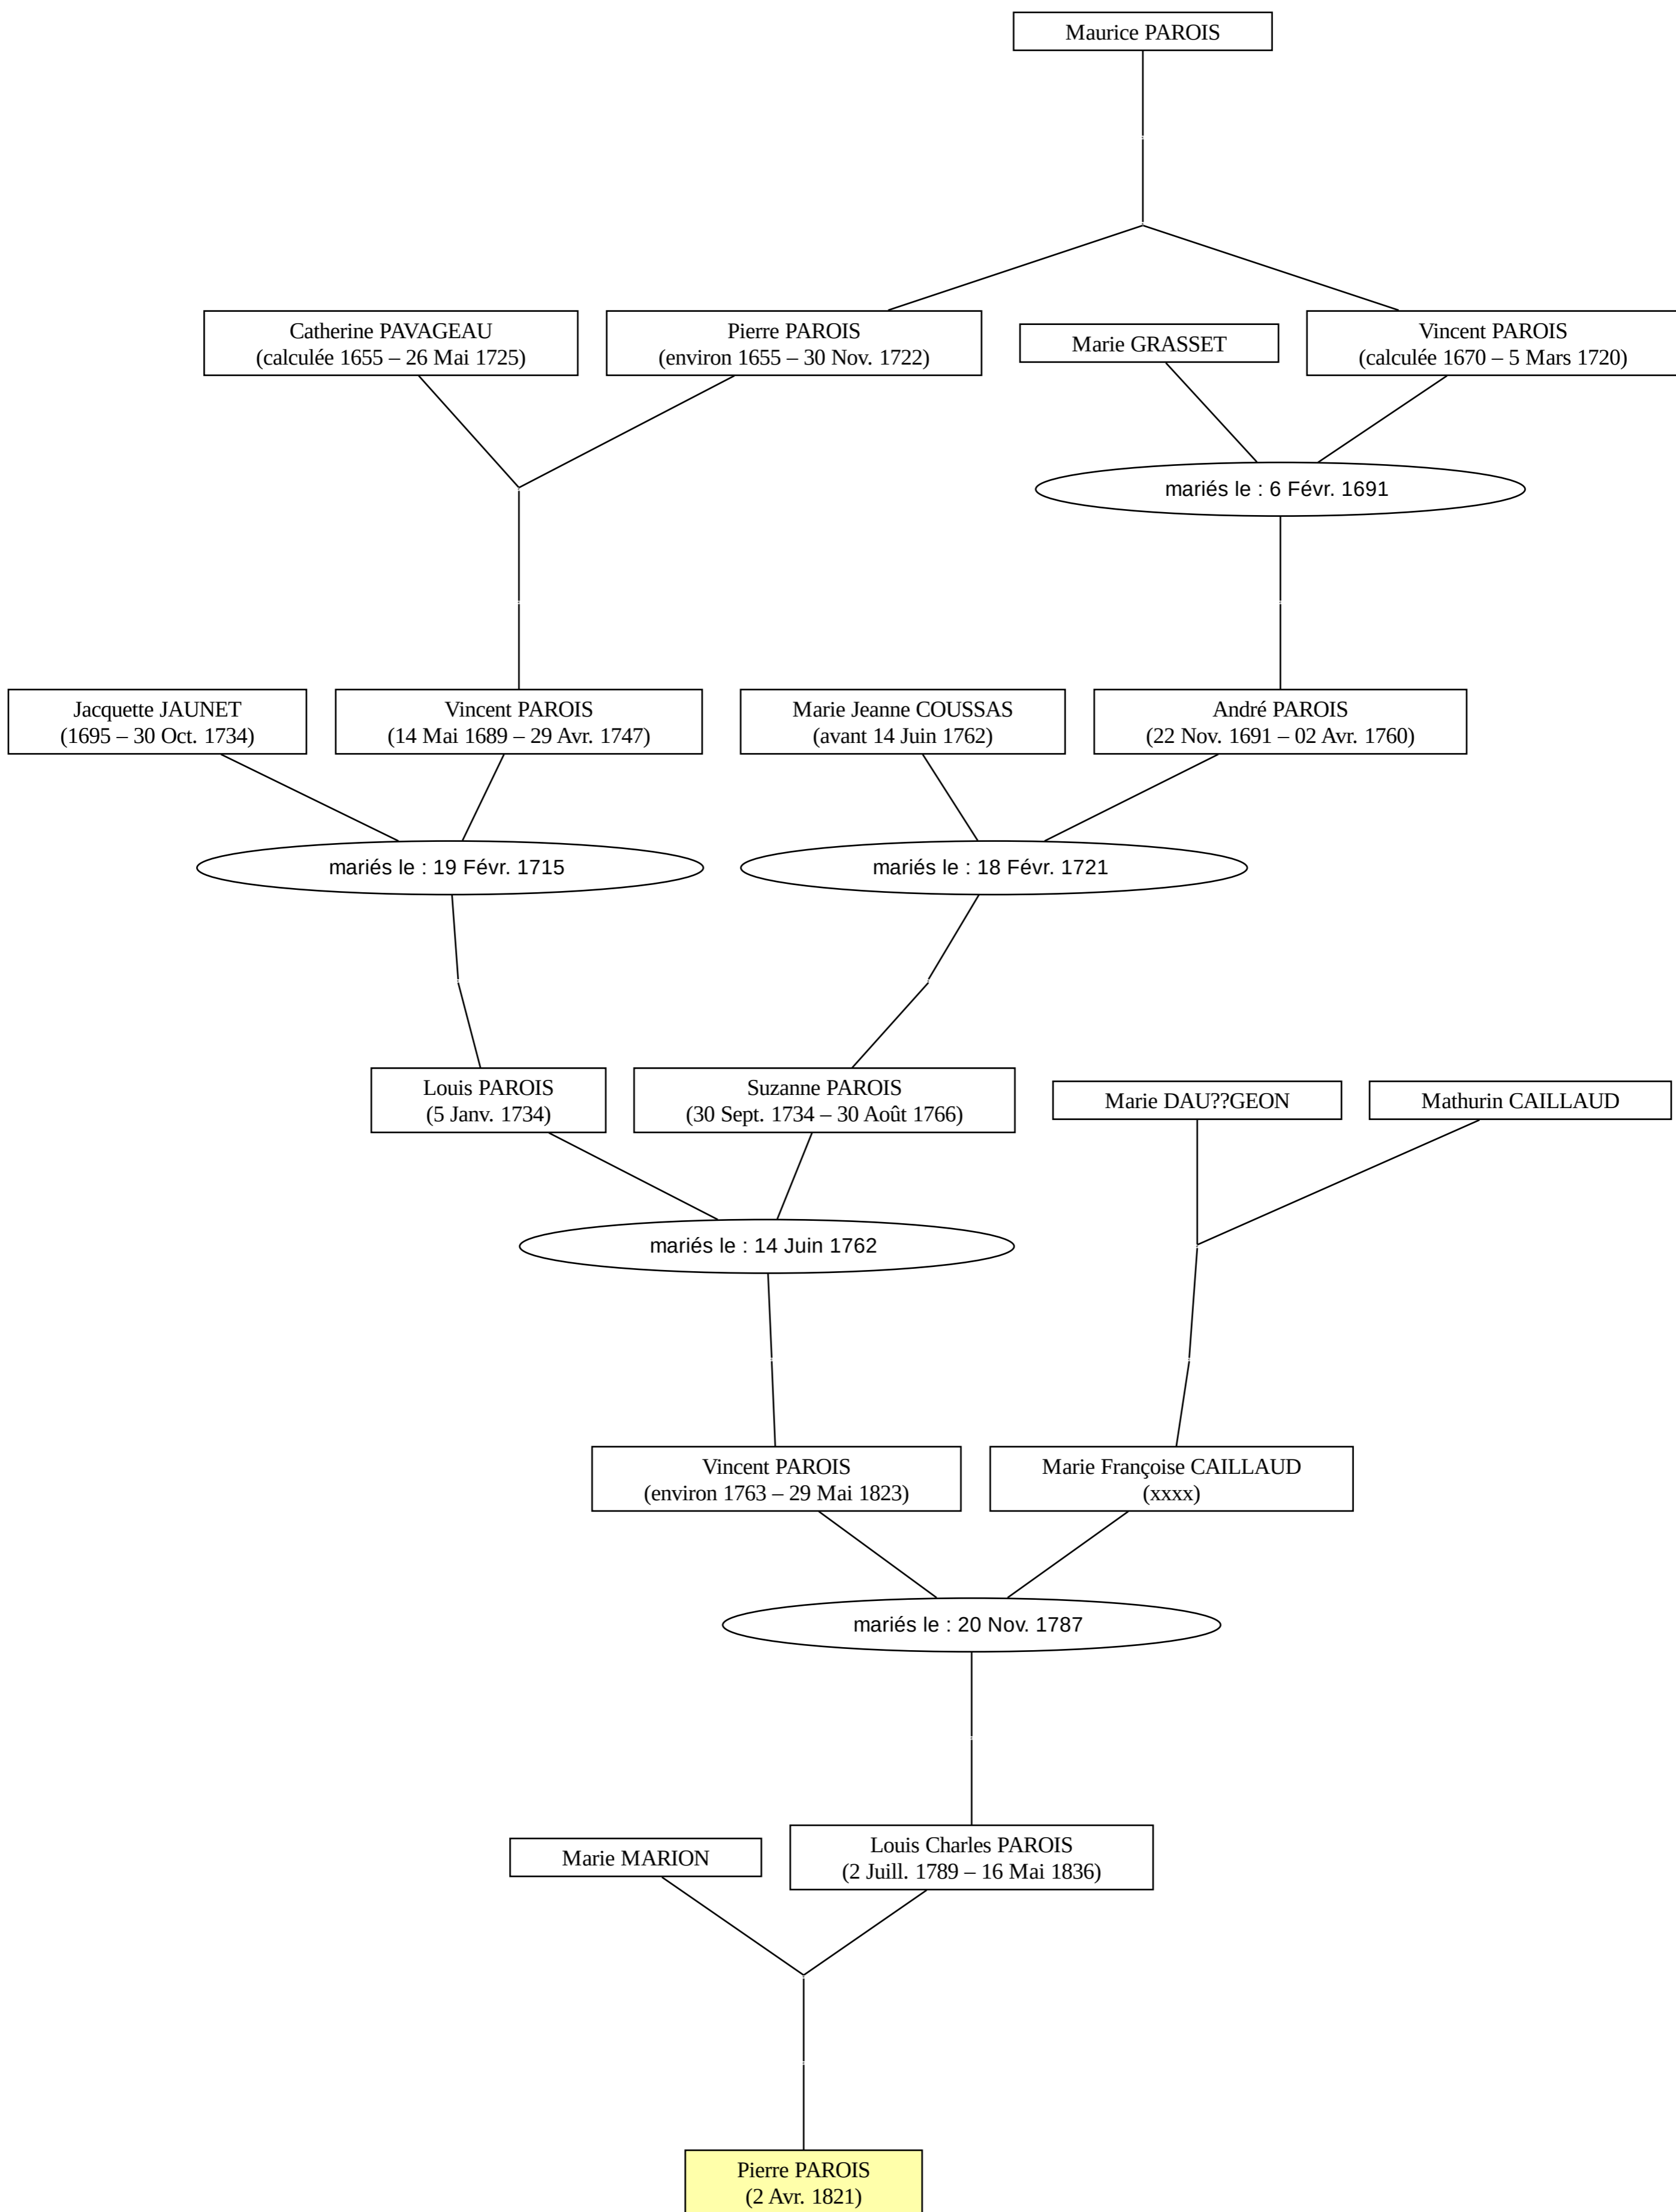 Maurice PAROIS
Catherine PAVAGEAU
(calculée 1655 – 26 Mai 1725)
Pierre PAROIS
(environ 1655 – 30 Nov. 1722)
Marie GRASSET
Vincent PAROIS
(calculée 1670 – 5 Mars 1720)
mariés le : 6 Févr. 1691
Jacquette JAUNET
(1695 – 30 Oct. 1734)
Vincent PAROIS
(14 Mai 1689 – 29 Avr. 1747)
Marie Jeanne COUSSAS
(avant 14 Juin 1762)
André PAROIS
(22 Nov. 1691 – 02 Avr. 1760)
mariés le : 19 Févr. 1715
mariés le : 18 Févr. 1721
Louis PAROIS
(5 Janv. 1734)
Suzanne PAROIS
(30 Sept. 1734 – 30 Août 1766)
Marie DAU??GEON
Mathurin CAILLAUD
mariés le : 14 Juin 1762
Vincent PAROIS
(environ 1763 – 29 Mai 1823)
Marie Françoise CAILLAUD
(xxxx)
mariés le : 20 Nov. 1787
Marie MARION
Louis Charles PAROIS
(2 Juill. 1789 – 16 Mai 1836)
Pierre PAROIS
(2 Avr. 1821)